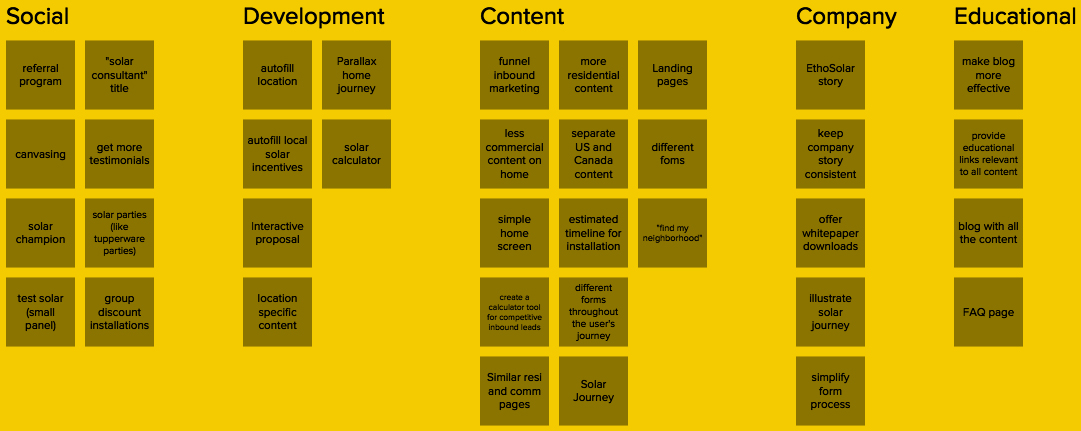 Social
referral
program
"solar
consultant"
title
canvasing
get more
testimonials
solar
champion
solar parties
(like
tupperware
parties)
test solar
(small
panel)
group
discount
installations
Development
autofill
location
Parallax
home
journey
autofill local
solar
incentives
solar
calculator
Interactive
proposal
location
specific
content
Content
funnel
inbound
marketing
more
residential
content
Landing
pages
less
commercial
content on
home
separate
US and
Canada
content
different
foms
simple
home
screen
estimated
timeline for
installation
"find my
neighborhood"
create a
calculator tool
for competitive
inbound leads
different
forms
throughout
the user's
journey
Similar resi
and comm
pages
Solar
Journey
Company
EthoSolar
story
keep
company
story
consistent
offer
whitepaper
downloads
illustrate
solar
journey
simplify
form
process
Educational
make blog
more
effective
provide
educational
links relevant
to all content
blog with all
the content
FAQ page